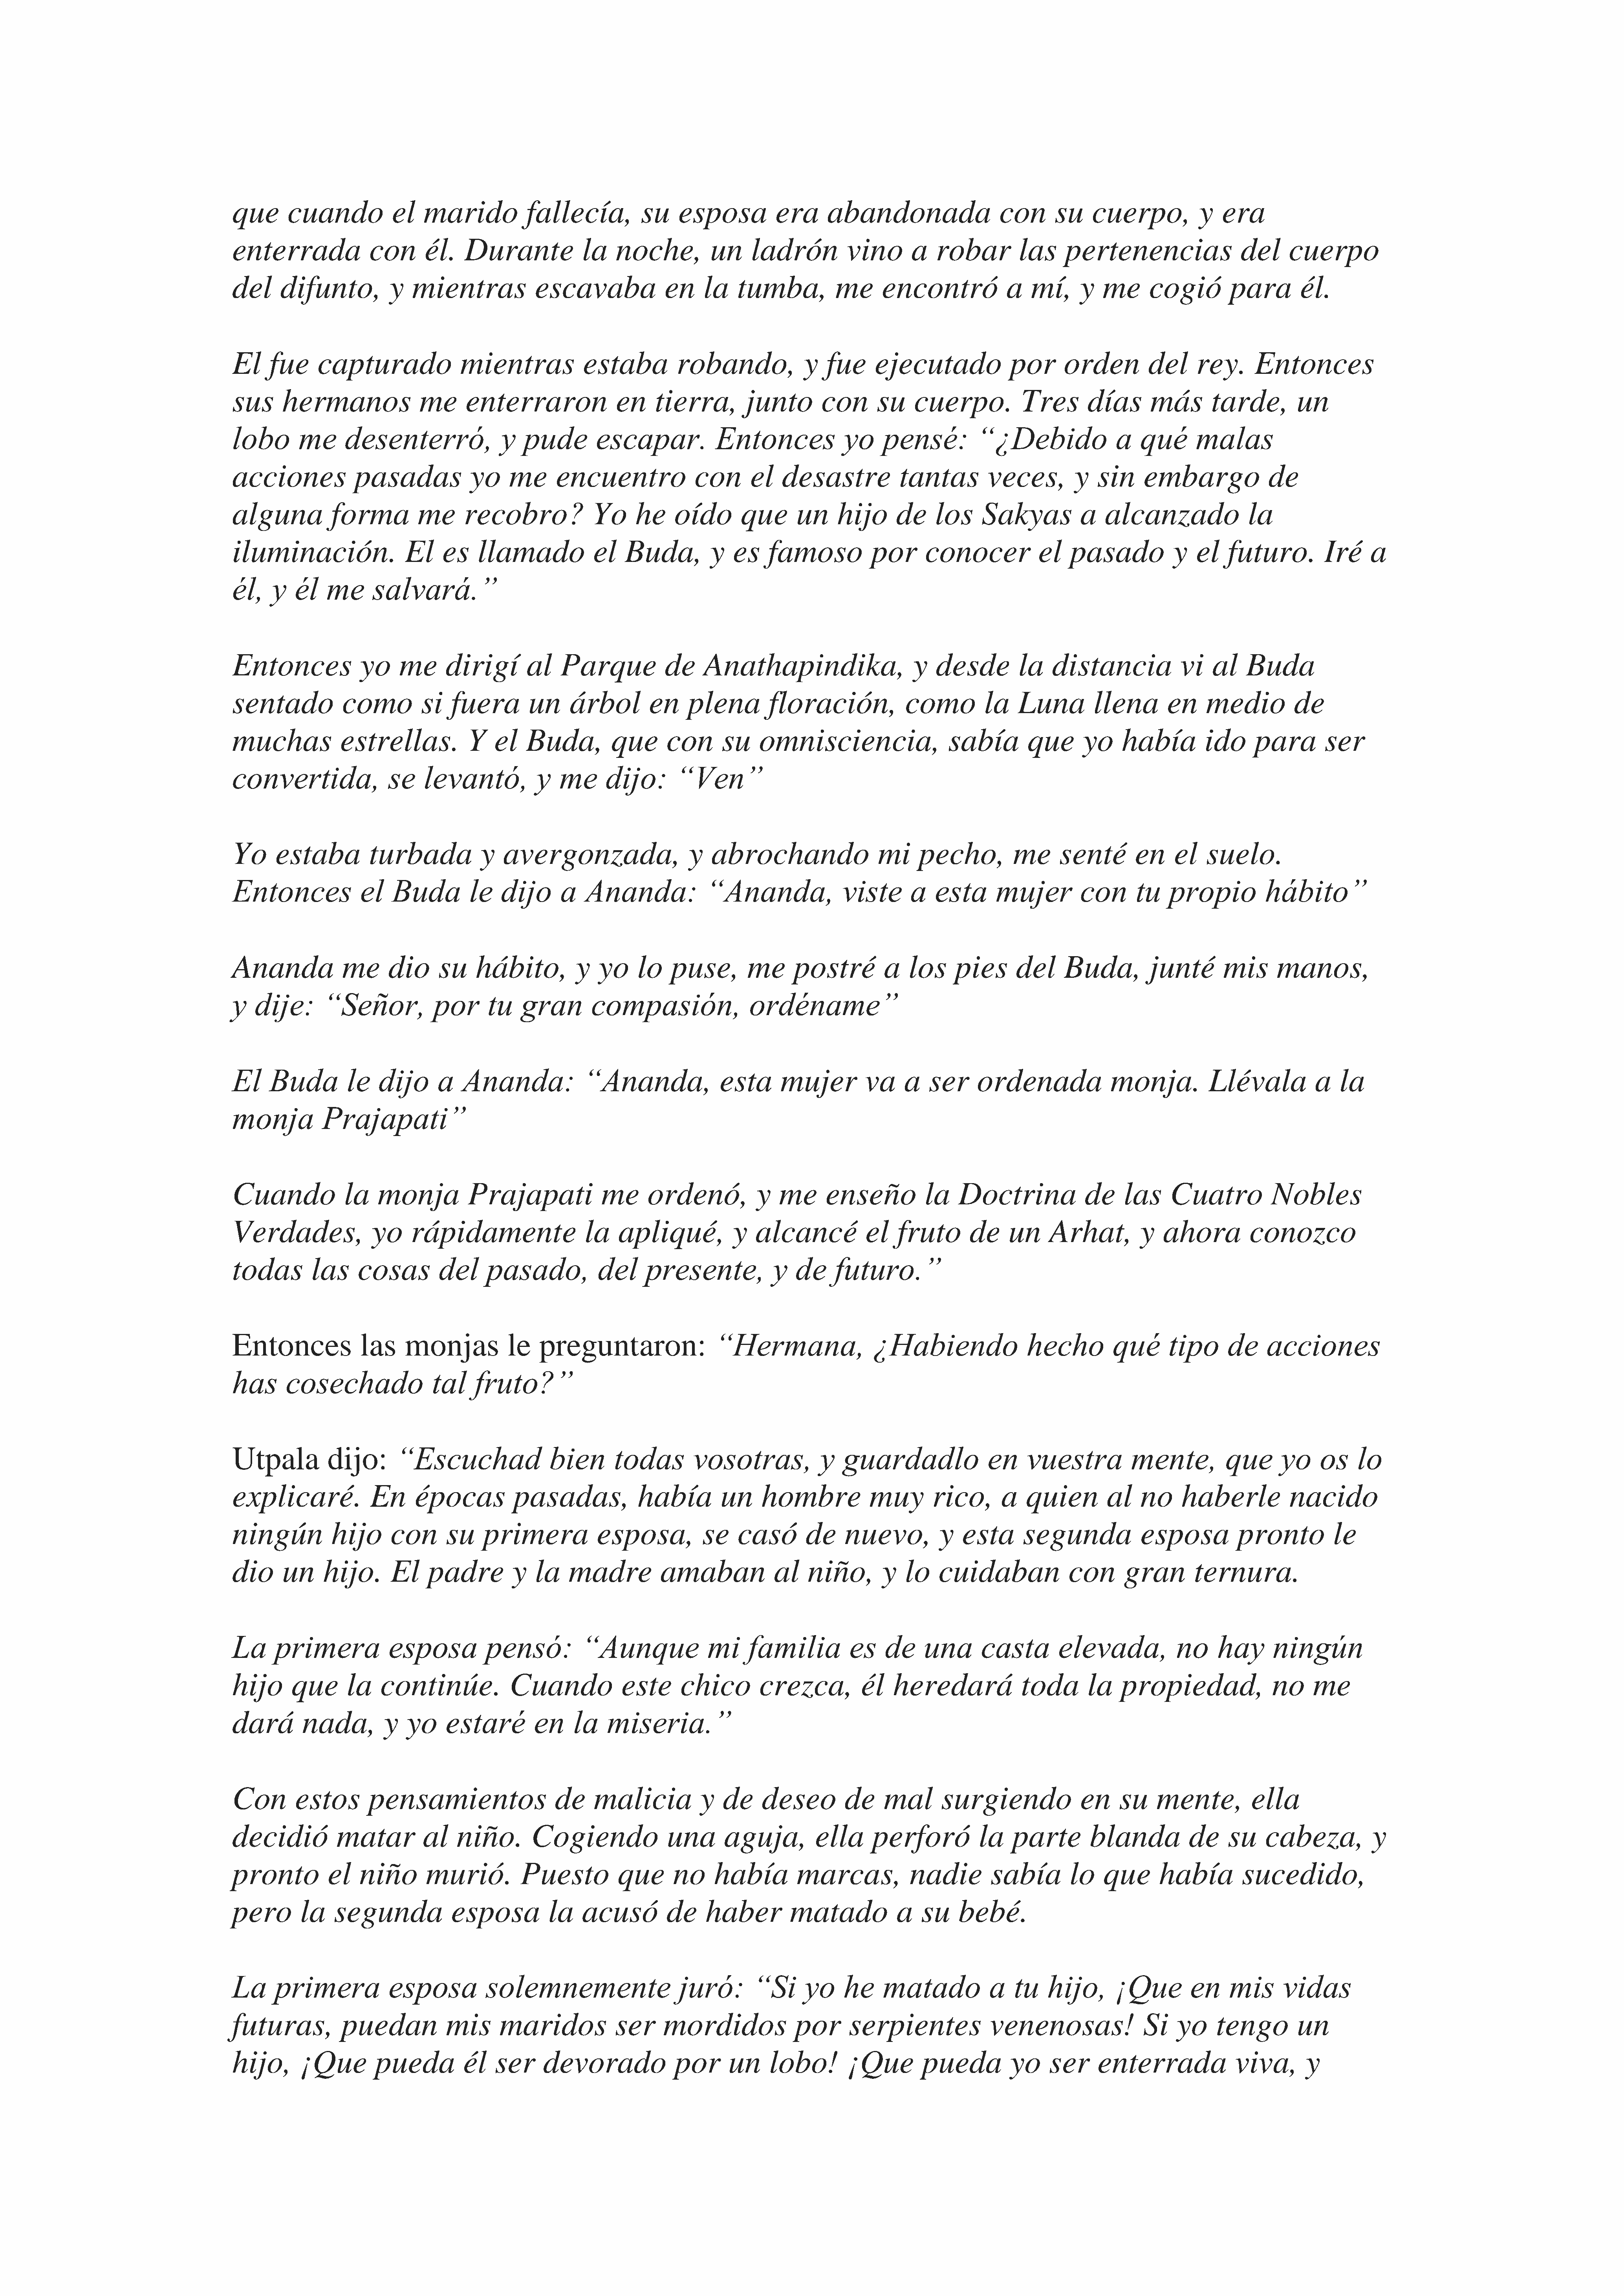 que cuando el marido fallecía, su esposa era abandonada con su cuerpo, y era
enterrada con él. Durante la noche, un ladrón vino a robar las pertenencias del cuerpo
del difunto, y mientras escavaba en la tumba, me encontró a mí, y me cogió para él.
El fue capturado mientras estaba robando, y fue ejecutado por orden del rey. Entonces
sus hermanos me enterraron en tierra, junto con su cuerpo. Tres días más tarde, un
lobo me desenterró, y pude escapar. Entonces yo pensé: “¿Debido a qué malas
acciones pasadas yo me encuentro con el desastre tantas veces, y sin embargo de
alguna forma me recobro? Yo he oído que un hijo de los Sakyas a alcanzado la
iluminación. El es llamado el Buda, y es famoso por conocer el pasado y el futuro. Iré a
él, y él me salvará.”
Entonces yo me dirigí al Parque de Anathapindika, y desde la distancia vi al Buda
sentado como si fuera un árbol en plena floración, como la Luna llena en medio de
muchas estrellas. Y el Buda, que con su omnisciencia, sabía que yo había ido para ser
convertida, se levantó, y me dijo: “Ven”
Yo estaba turbada y avergonzada, y abrochando mi pecho, me senté en el suelo.
Entonces el Buda le dijo a Ananda: “Ananda, viste a esta mujer con tu propio hábito”
Ananda me dio su hábito, y yo lo puse, me postré a los pies del Buda, junté mis manos,
y dije: “Señor, por tu gran compasión, ordéname”
El Buda le dijo a Ananda: “Ananda, esta mujer va a ser ordenada monja. Llévala a la
monja Prajapati”
Cuando la monja Prajapati me ordenó, y me enseño la Doctrina de las Cuatro Nobles
Verdades, yo rápidamente la apliqué, y alcancé el fruto de un Arhat, y ahora conozco
todas las cosas del pasado, del presente, y de futuro.”
Entonces las monjas le preguntaron: “Hermana, ¿Habiendo hecho qué tipo de acciones
has cosechado tal fruto?”
Utpala dijo: “Escuchad bien todas vosotras, y guardadlo en vuestra mente, que yo os lo
explicaré. En épocas pasadas, había un hombre muy rico, a quien al no haberle nacido
ningún hijo con su primera esposa, se casó de nuevo, y esta segunda esposa pronto le
dio un hijo. El padre y la madre amaban al niño, y lo cuidaban con gran ternura.
La primera esposa pensó: “Aunque mi familia es de una casta elevada, no hay ningún
hijo que la continúe. Cuando este chico crezca, él heredará toda la propiedad, no me
dará nada, y yo estaré en la miseria.”
Con estos pensamientos de malicia y de deseo de mal surgiendo en su mente, ella
decidió matar al niño. Cogiendo una aguja, ella perforó la parte blanda de su cabeza, y
pronto el niño murió. Puesto que no había marcas, nadie sabía lo que había sucedido,
pero la segunda esposa la acusó de haber matado a su bebé.
La primera esposa solemnemente juró: “Si yo he matado a tu hijo, ¡Que en mis vidas
futuras, puedan mis maridos ser mordidos por serpientes venenosas! Si yo tengo un
hijo, ¡Que pueda él ser devorado por un lobo! ¡Que pueda yo ser enterrada viva, y